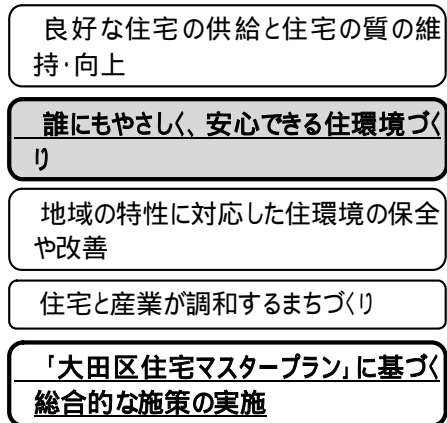 良好な住宅の供給と住宅の質の維
持・向上
誰にもやさしく、安心できる住環境づく
り
地域の特性に対応した住環境の保全
や改善
住宅と産業が調和するまちづくり
「大田区住宅マスタープラン」に基づく
総合的な施策の実施